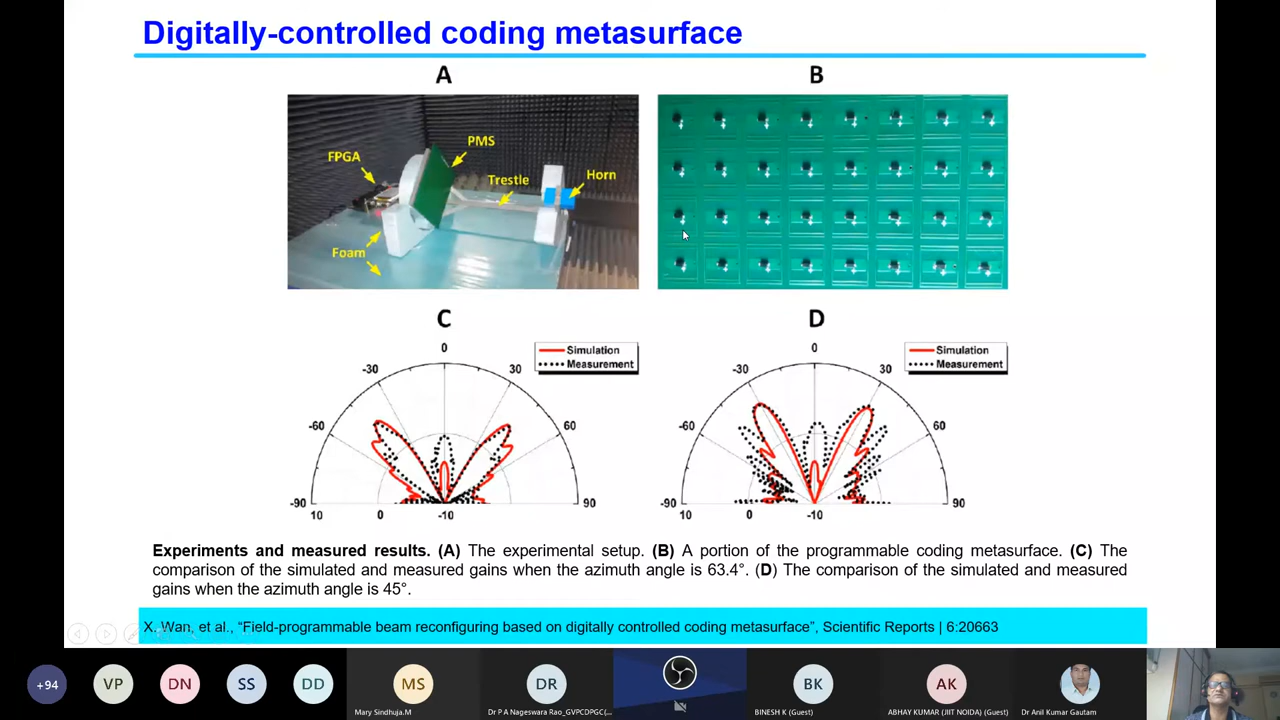 Digitally-controlled coding metasurface
A
B
FPGA
PMS
Trestle
Horn
Foam
C
D
0
-30
30
-60
60
-90
90
10
0
-10
Simulation
Measurement
0
-30
30
-60
60
-90
90
10
0
-10
Simulation
Measurement
Experiments and measured results. (A) The experimental setup. (B) A portion of the programmable coding metasurface. (C) The
comparison of the simulated and measured gains when the azimuth angle is 63.4°. (D) The comparison of the simulated and measured
gains when the azimuth angle is 45°.
X. Wan, et al., “Field-programmable beam reconfiguring based on digitally controlled coding metasurface”, Scientific Reports | 6:20663
+94
VP
DN
SS
DD
MS
Mary Sindhuja.M
DR
Dr P A Nageswara Rao_GVPCDPGC(...
BK
BINESH K (Guest)
AK
ABHAY KUMAR (JIIT NOIDA) (Guest)
Dr Anil Kumar Gautam